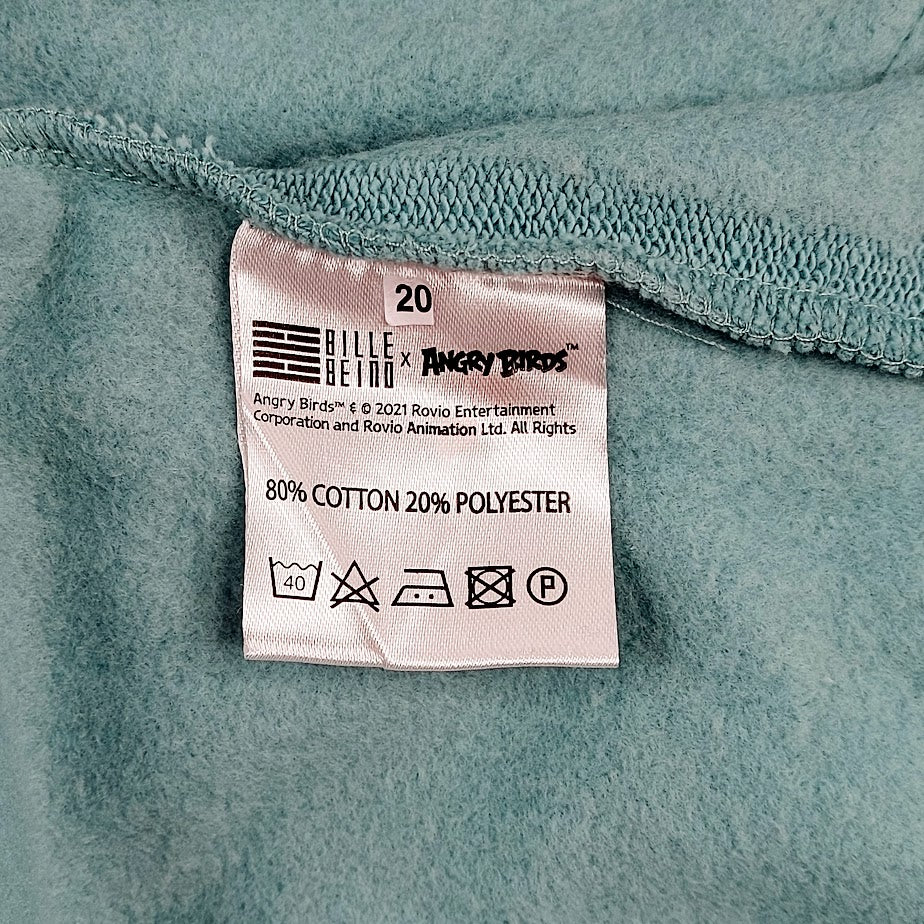 20
BILLE BEINO x ANGRY BIRDS™
Angry Birds™ & © 2021 Rovio Entertainment
Corporation and Rovio Animation Ltd. All Rights
80% COTTON 20% POLYESTER
40 P